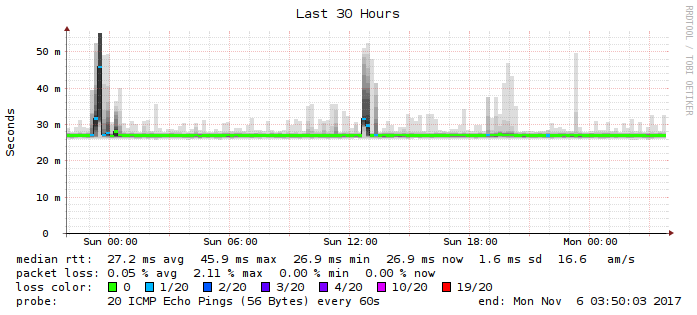 Last 30 Hours
RRDTOOL / TOBI OETIKER
Seconds
50 m
40 m
30 m
20 m
10 m
0
Sun 00:00 Sun 06:00 Sun 12:00 Sun 18:00 Mon 00:00
median rtt: 27.2 ms avg 45.9 ms max 26.9 ms min 26.9 ms now 1.6 ms sd 16.6 am/s
packet loss: 0.05 % avg 2.11 % max 0.00 % min 0.00 % now
loss color: 0 1/20 2/20 3/20 4/20 10/20 19/20
probe: 20 ICMP Echo Pings (56 Bytes) every 60s end: Mon Nov 6 03:50:03 2017